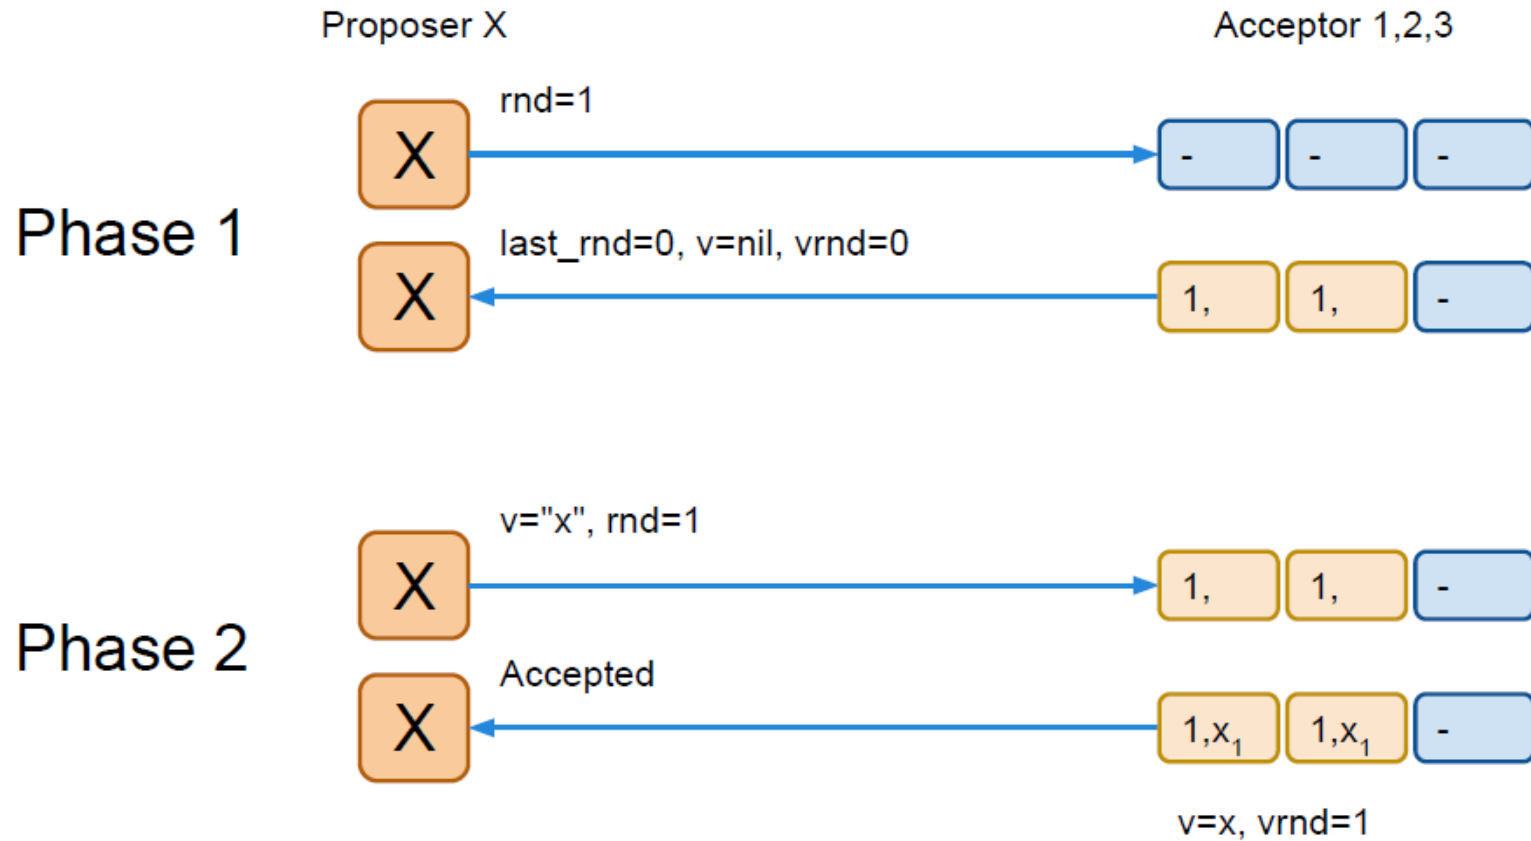 Proposer X
Acceptor 1,2,3
Phase 1
rnd=1
X
- - -
last_rnd=0, v=nil, vrnd=0
X
1, 1, -
Phase 2
v="x", rnd=1
X
1, 1, -
Accepted
X
1,x₁ 1,x₁ -
v=x, vrnd=1